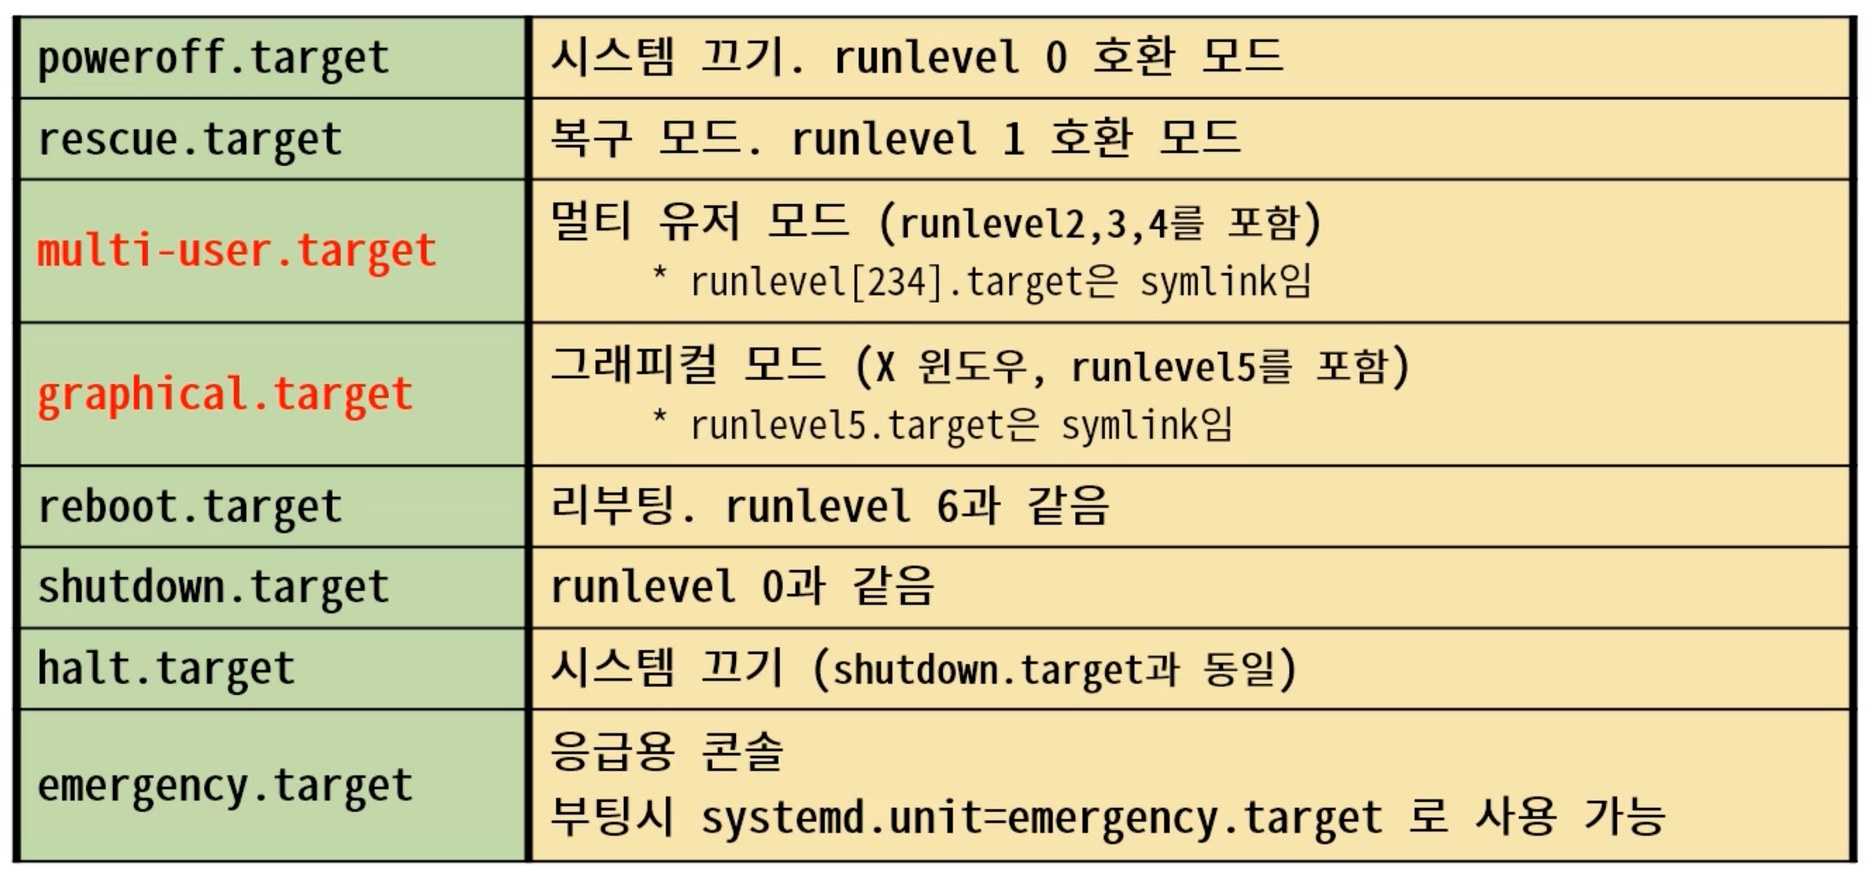 poweroff.target
시스템 끄기. runlevel 0 호환 모드
rescue.target
복구 모드. runlevel 1 호환 모드
multi-user.target
멀티 유저 모드 (runlevel2,3,4를 포함)
* runlevel[234].target은 symlink임
graphical.target
그래피컬 모드 (X 윈도우, runlevel5를 포함)
* runlevel5.target은 symlink임
reboot.target
리부팅. runlevel 6과 같음
shutdown.target
runlevel 0과 같음
halt.target
시스템 끄기 (shutdown.target과 동일)
emergency.target
응급용 콘솔
부팅시 systemd.unit=emergency.target 로 사용 가능